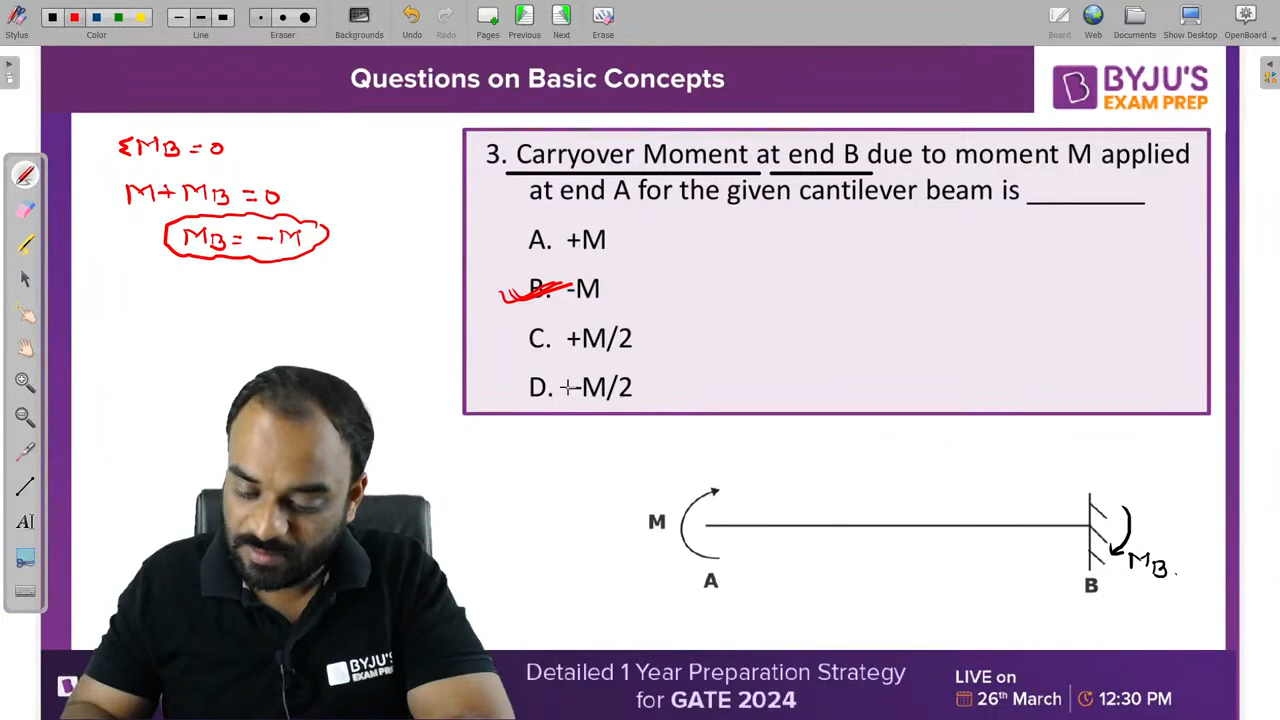 Stylus Color Line Eraser Backgrounds Undo Redo Pages Previous Next Erase Board Web Documents Show Desktop OpenBoard
Questions on Basic Concepts
BYJU'S
EXAM PREP
ΣMB = 0
M + MB = 0
MB = -M
3. Carryover Moment at end B due to moment M applied
at end A for the given cantilever beam is ________
A. +M
B. -M
C. +M/2
D. -M/2
M
A
B
MB.
BYJU'S
EXAM PREP
Detailed 1 Year Preparation Strategy
for GATE 2024
LIVE on
26th March
12:30 PM